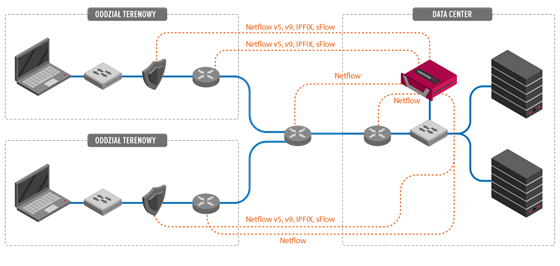 ODDZIAŁ TERENOWY
DATA CENTER
Netflow v5, v9, IPFIX, sFlow
Netflow v5, v9, IPFIX, sFlow
Netflow
Netflow
ODDZIAŁ TERENOWY
Netflow v5, v9, IPFIX, sFlow
Netflow